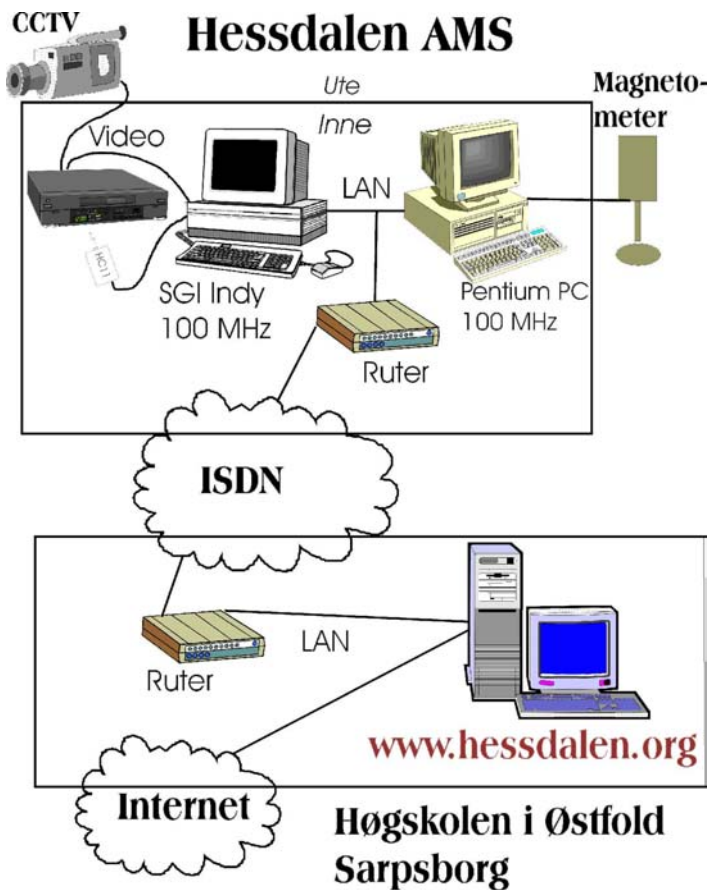 CCTV
Hessdalen AMS
Ute
Magneto-
meter
Inne
Video
LAN
HC11
SGI Indy
100 MHz
Pentium PC
100 MHz
Ruter
ISDN
LAN
Ruter
www.hessdalen.org
Internet
Høgskolen i Østfold
Sarpsborg